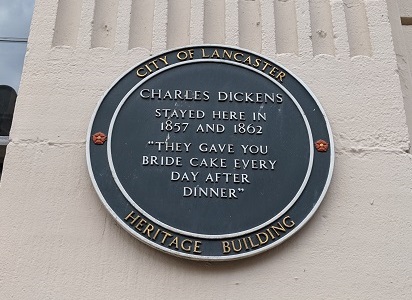 CITY OF LANCASTER
CHARLES DICKENS
STAYED HERE IN
1857 AND 1862
"THEY GAVE YOU
BRIDE CAKE EVERY
DAY AFTER
DINNER"
HERITAGE BUILDING